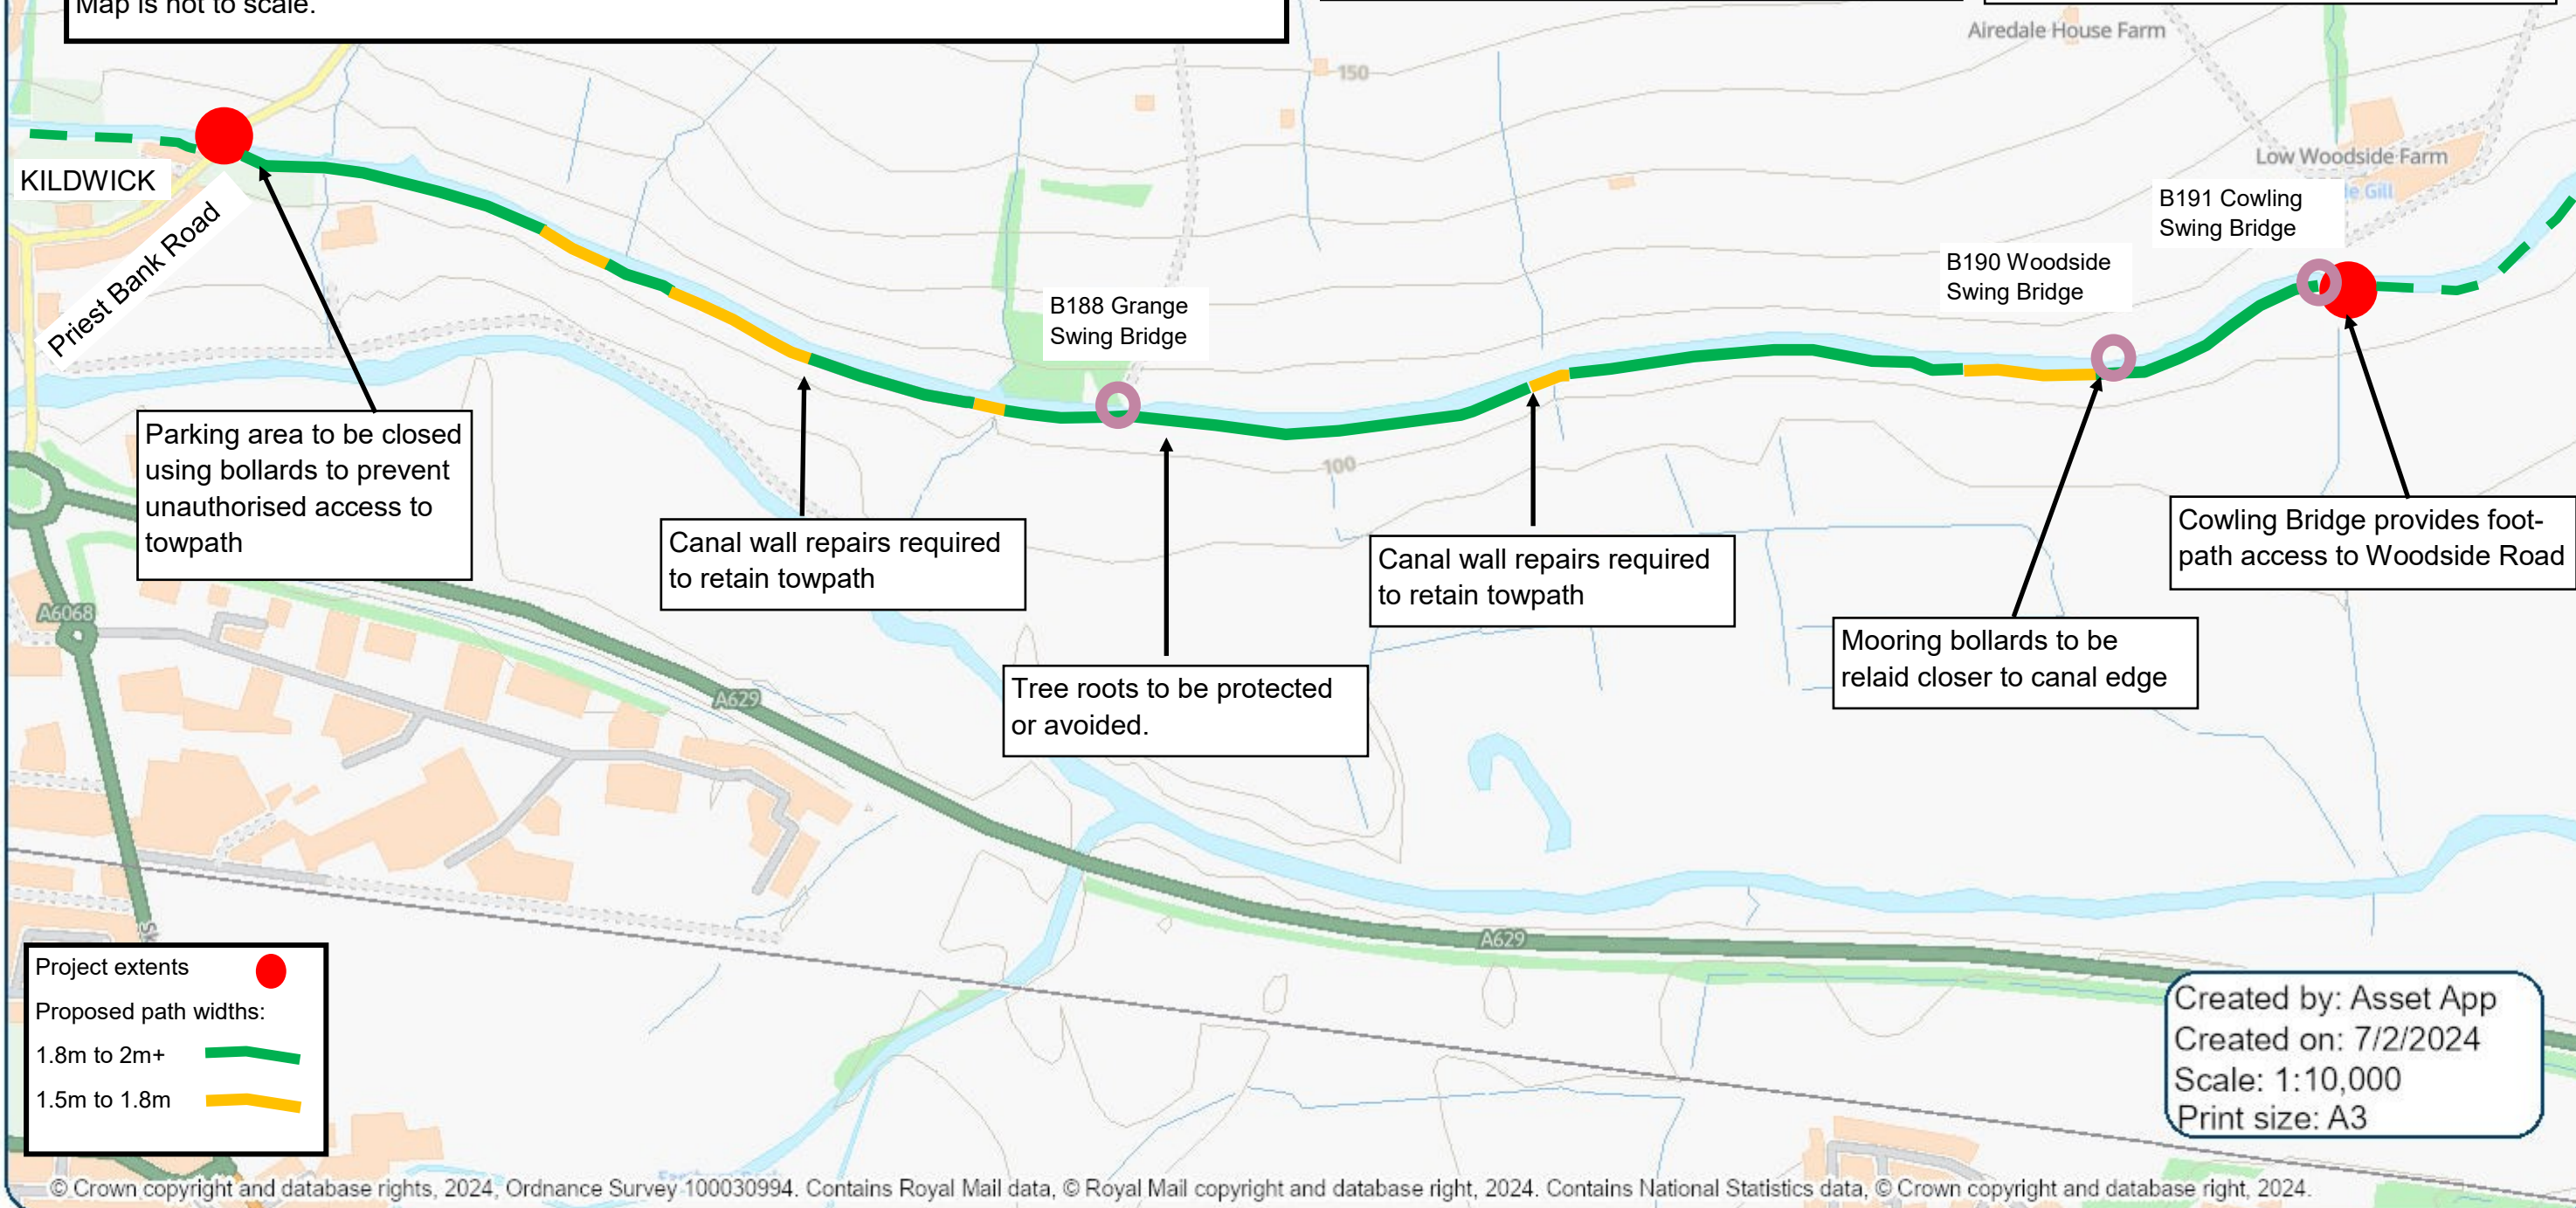 Map is not to scale.
Airedale House Farm
150
KILDWICK
Low Woodside Farm
Gill
B191 Cowling
Swing Bridge
Priest Bank Road
B190 Woodside
Swing Bridge
B188 Grange
Swing Bridge
Parking area to be closed
using bollards to prevent
unauthorised access to
towpath
100
Canal wall repairs required
to retain towpath
Canal wall repairs required
to retain towpath
Cowling Bridge provides foot-
path access to Woodside Road
A6068
Mooring bollards to be
relaid closer to canal edge
Tree roots to be protected
or avoided.
A629
A629
Project extents
Proposed path widths:
1.8m to 2m+
1.5m to 1.8m
Created by: Asset App
Created on: 7/2/2024
Scale: 1:10,000
Print size: A3
© Crown copyright and database rights, 2024, Ordnance Survey 100030994. Contains Royal Mail data, © Royal Mail copyright and database right, 2024. Contains National Statistics data, © Crown copyright and database right, 2024.